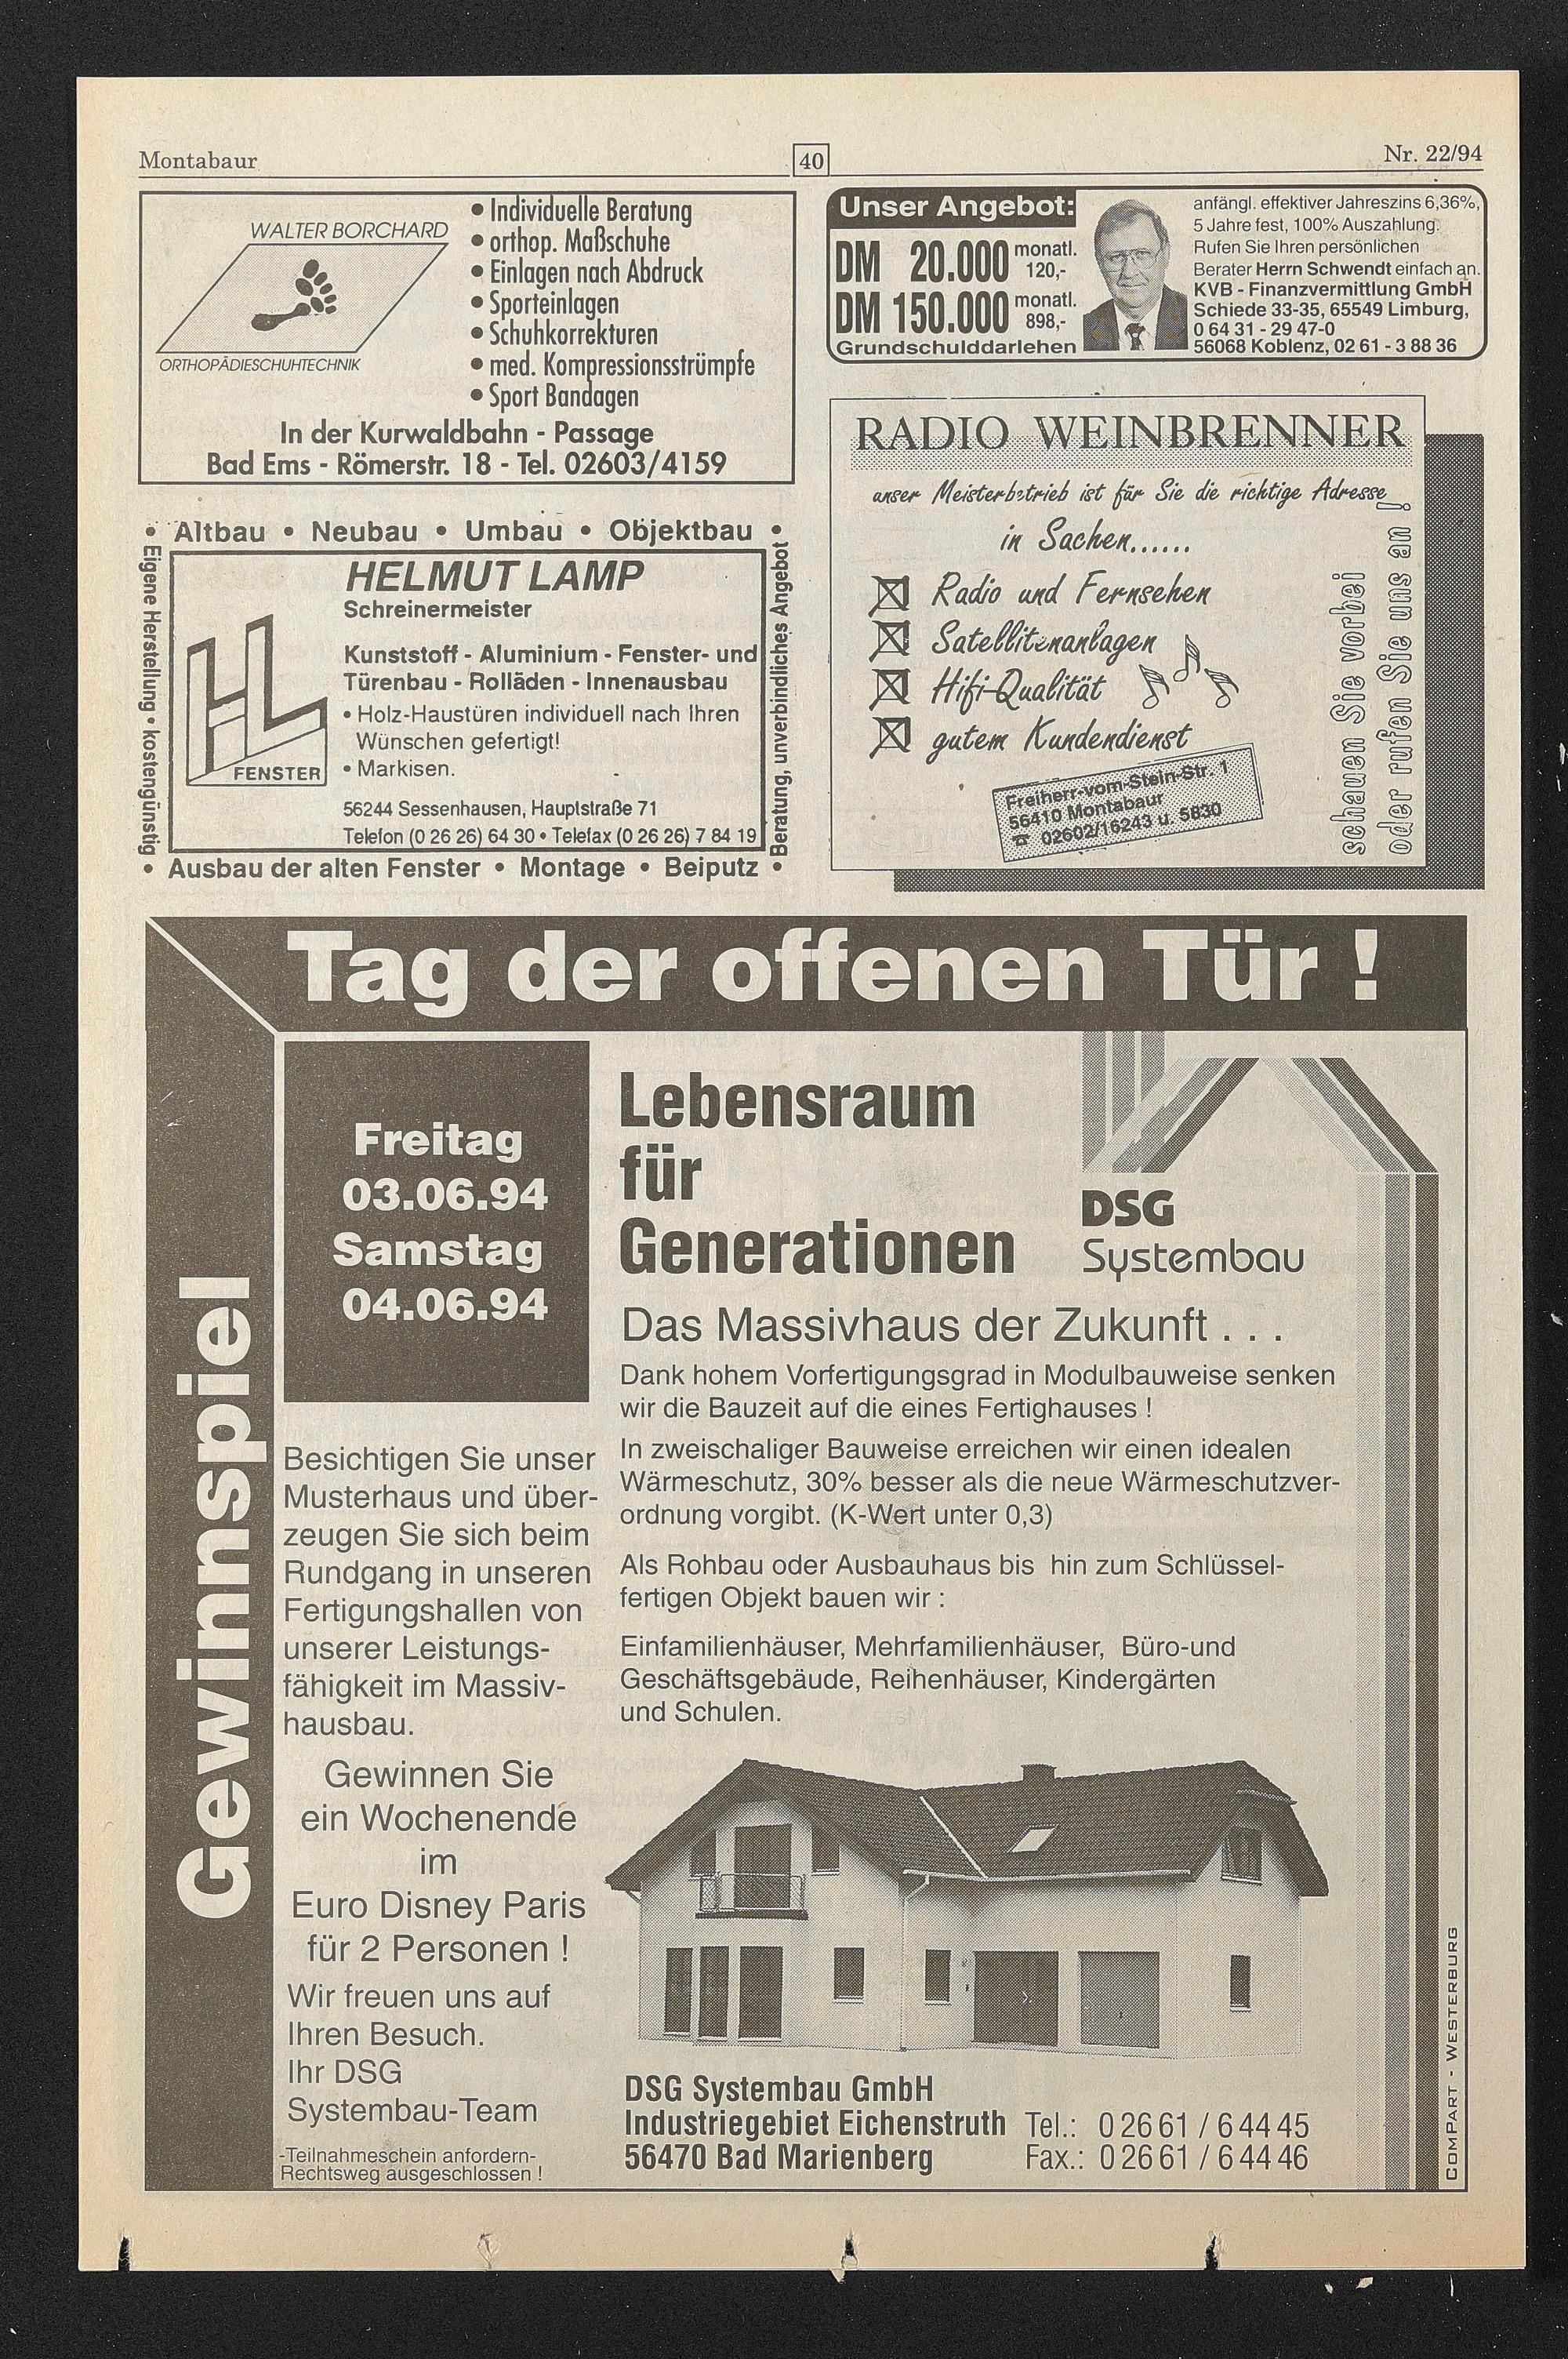 Montabaur
40
Nr. 22/94
WALTER BORCHARD
ORTHOPÄDIESCHUHTECHNIK
• Individuelle Beratung
• orthop. Maßschuhe
• Einlagen nach Abdruck
• Sporteinlagen
• Schuhkorrekturen
• med. Kompressionsstrümpfe
• Sport Bandagen
In der Kurwaldbahn - Passage
Bad Ems - Römerstr. 18 - Tel. 02603/4159
Unser Angebot:
DM 20.000 monatl. 120,-
DM 150.000 monatl. 898,-
Grundschulddarlehen
anfängl. effektiver Jahreszins 6,36%,
5 Jahre fest, 100% Auszahlung.
Rufen Sie Ihren persönlichen
Berater Herrn Schwendt einfach an.
KVB - Finanzvermittlung GmbH
Schiede 33-35, 65549 Limburg,
0 64 31 - 29 47-0
56068 Koblenz, 02 61 - 3 88 36
• Altbau • Neubau • Umbau • Objektbau •
Eigene Herstellung • kostengünstig
HELMUT LAMP
Schreinermeister
Kunststoff - Aluminium - Fenster- und
Türenbau - Rolläden - Innenausbau
• Holz-Haustüren individuell nach Ihren
Wünschen gefertigt!
• Markisen.
HL
FENSTER
56244 Sessenhausen, Hauptstraße 71
Telefon (0 26 26) 64 30 • Telefax (0 26 26) 7 84 19
Beratung, unverbindliches Angebot
• Ausbau der alten Fenster • Montage • Beiputz •
RADIO WEINBRENNER
unser Meisterbetrieb ist für Sie die richtige Adresse
in Sachen......
Radio und Fernsehen
Satellitenanlagen
Hifi-Qualität
gutem Kundendienst
Freiherr-vom-Stein-Str. 1
56410 Montabaur
☎ 02602/16243 u. 5830
schauen Sie vorbei
oder rufen Sie uns an !
Tag der offenen Tür !
Gewinnspiel
Freitag
03.06.94
Samstag
04.06.94
Besichtigen Sie unser
Musterhaus und über-
zeugen Sie sich beim
Rundgang in unseren
Fertigungshallen von
unserer Leistungs-
fähigkeit im Massiv-
hausbau.
Gewinnen Sie
ein Wochenende
im
Euro Disney Paris
für 2 Personen !
Wir freuen uns auf
Ihren Besuch.
Ihr DSG
Systembau-Team
-Teilnahmeschein anfordern-
Rechtsweg ausgeschlossen !
Lebensraum
für
Generationen
DSG
Systembau
Das Massivhaus der Zukunft . . .
Dank hohem Vorfertigungsgrad in Modulbauweise senken
wir die Bauzeit auf die eines Fertighauses !
In zweischaliger Bauweise erreichen wir einen idealen
Wärmeschutz, 30% besser als die neue Wärmeschutzver-
ordnung vorgibt. (K-Wert unter 0,3)
Als Rohbau oder Ausbauhaus bis hin zum Schlüssel-
fertigen Objekt bauen wir :
Einfamilienhäuser, Mehrfamilienhäuser, Büro-und
Geschäftsgebäude, Reihenhäuser, Kindergärten
und Schulen.
DSG Systembau GmbH
Industriegebiet Eichenstruth Tel.: 0 26 61 / 6 44 45
56470 Bad Marienberg Fax.: 0 26 61 / 6 44 46
COMPART - WESTERBURG